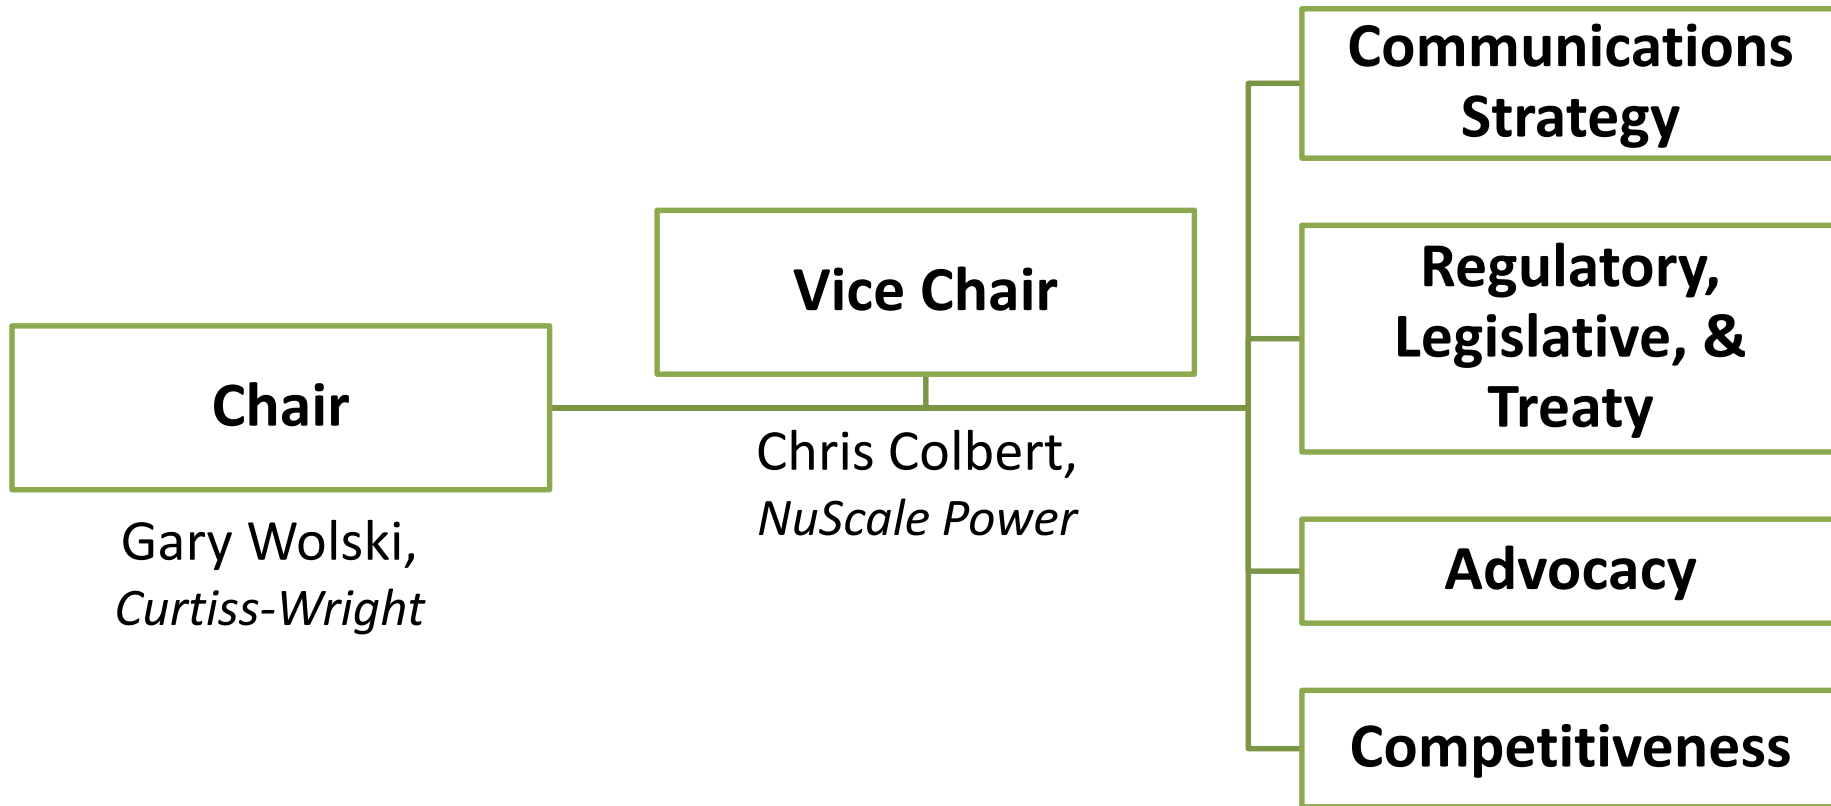 Chair
Gary Wolski,
Curtiss-Wright
Vice Chair
Chris Colbert,
NuScale Power
Communications
Strategy
Regulatory,
Legislative, &
Treaty
Advocacy
Competitiveness